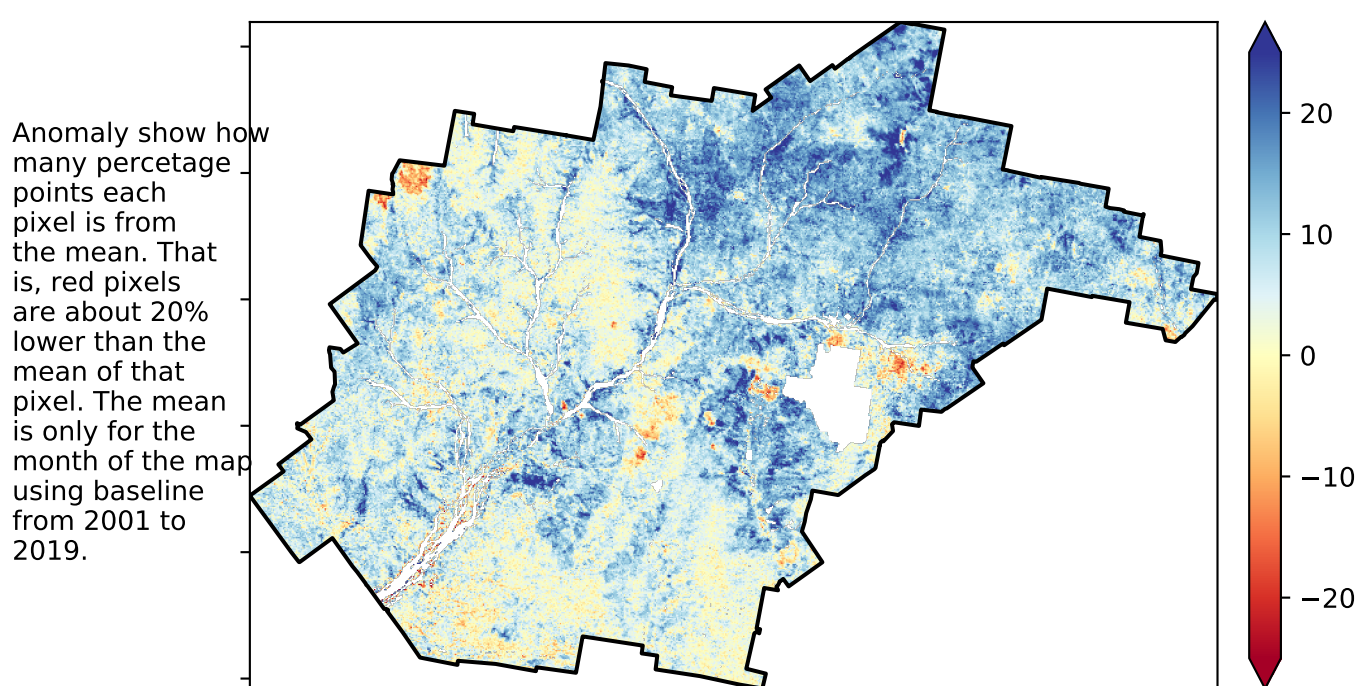 Anomaly show how
many percetage
points each
pixel is from
the mean. That
is, red pixels
are about 20%
lower than the
mean of that
pixel. The mean
is only for the
month of the map
using baseline
from 2001 to
2019.
20
10
0
−10
−20